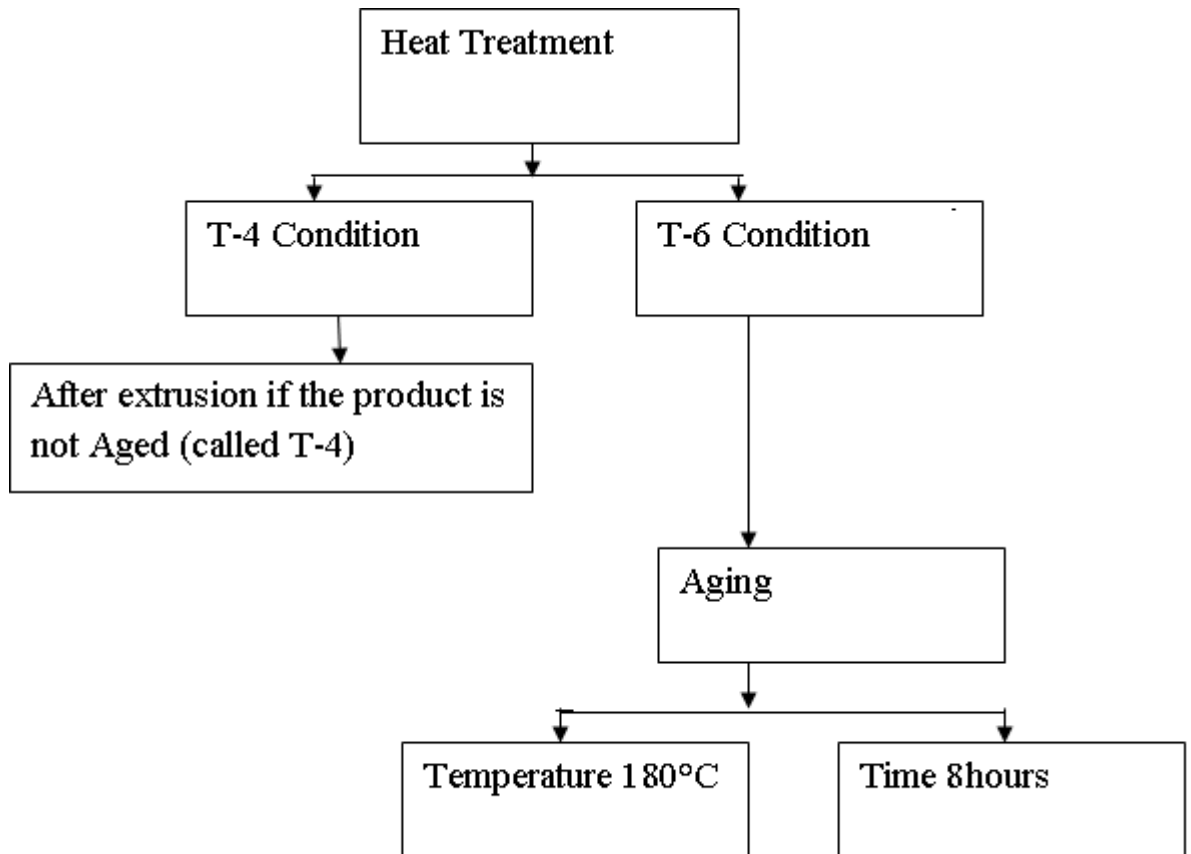 Heat Treatment
T-4 Condition
T-6 Condition
After extrusion if the product is
not Aged (called T-4)
Aging
Temperature 180°C
Time 8hours